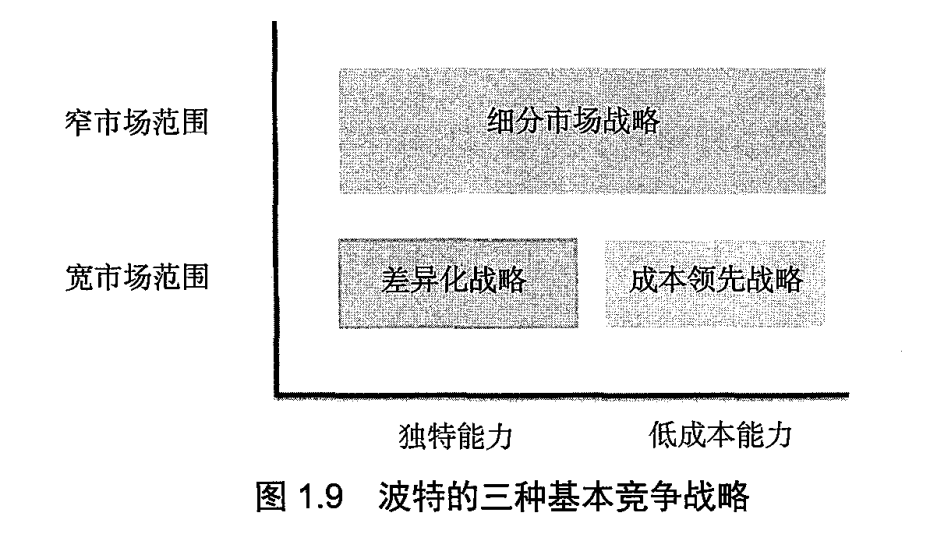 窄市场范围
细分市场战略
宽市场范围
差异化战略
成本领先战略
独特能力
低成本能力
图 1.9 波特的三种基本竞争战略